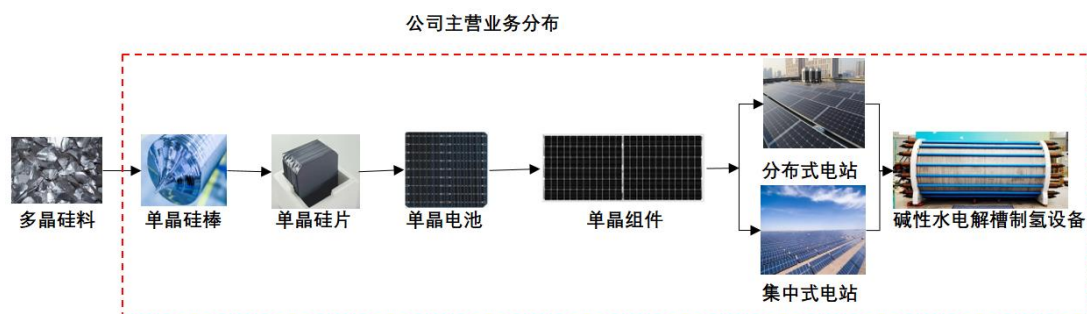 公司主营业务分布
多晶硅料
单晶硅棒
单晶硅片
单晶电池
单晶组件
分布式电站
集中式电站
碱性水电解槽制氢设备